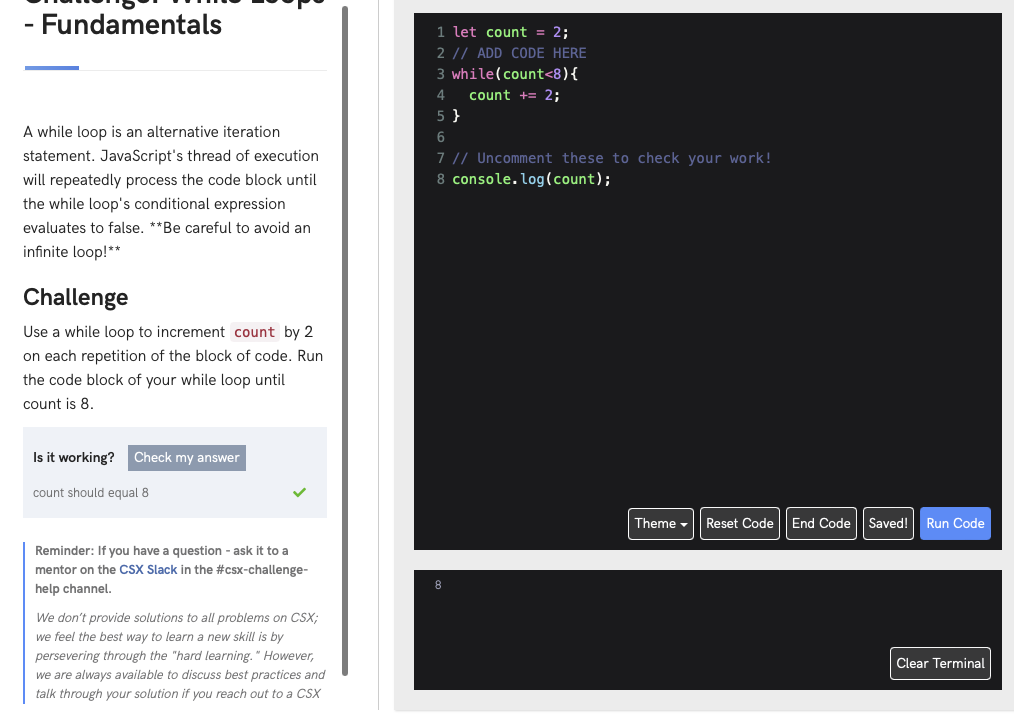 Challenge: While Loops
- Fundamentals
A while loop is an alternative iteration
statement. JavaScript's thread of execution
will repeatedly process the code block until
the while loop's conditional expression
evaluates to false. **Be careful to avoid an
infinite loop!**
Challenge
Use a while loop to increment count by 2
on each repetition of the block of code. Run
the code block of your while loop until
count is 8.
Is it working? Check my answer
count should equal 8
Reminder: If you have a question - ask it to a
mentor on the CSX Slack in the #csx-challenge-
help channel.
We don't provide solutions to all problems on CSX;
we feel the best way to learn a new skill is by
persevering through the "hard learning." However,
we are always available to discuss best practices and
talk through your solution if you reach out to a CSX
1 let count = 2;
2 // ADD CODE HERE
3 while(count<8){
4   count += 2;
5 }
6
7 // Uncomment these to check your work!
8 console.log(count);
Theme Reset Code End Code Saved! Run Code
8
Clear Terminal